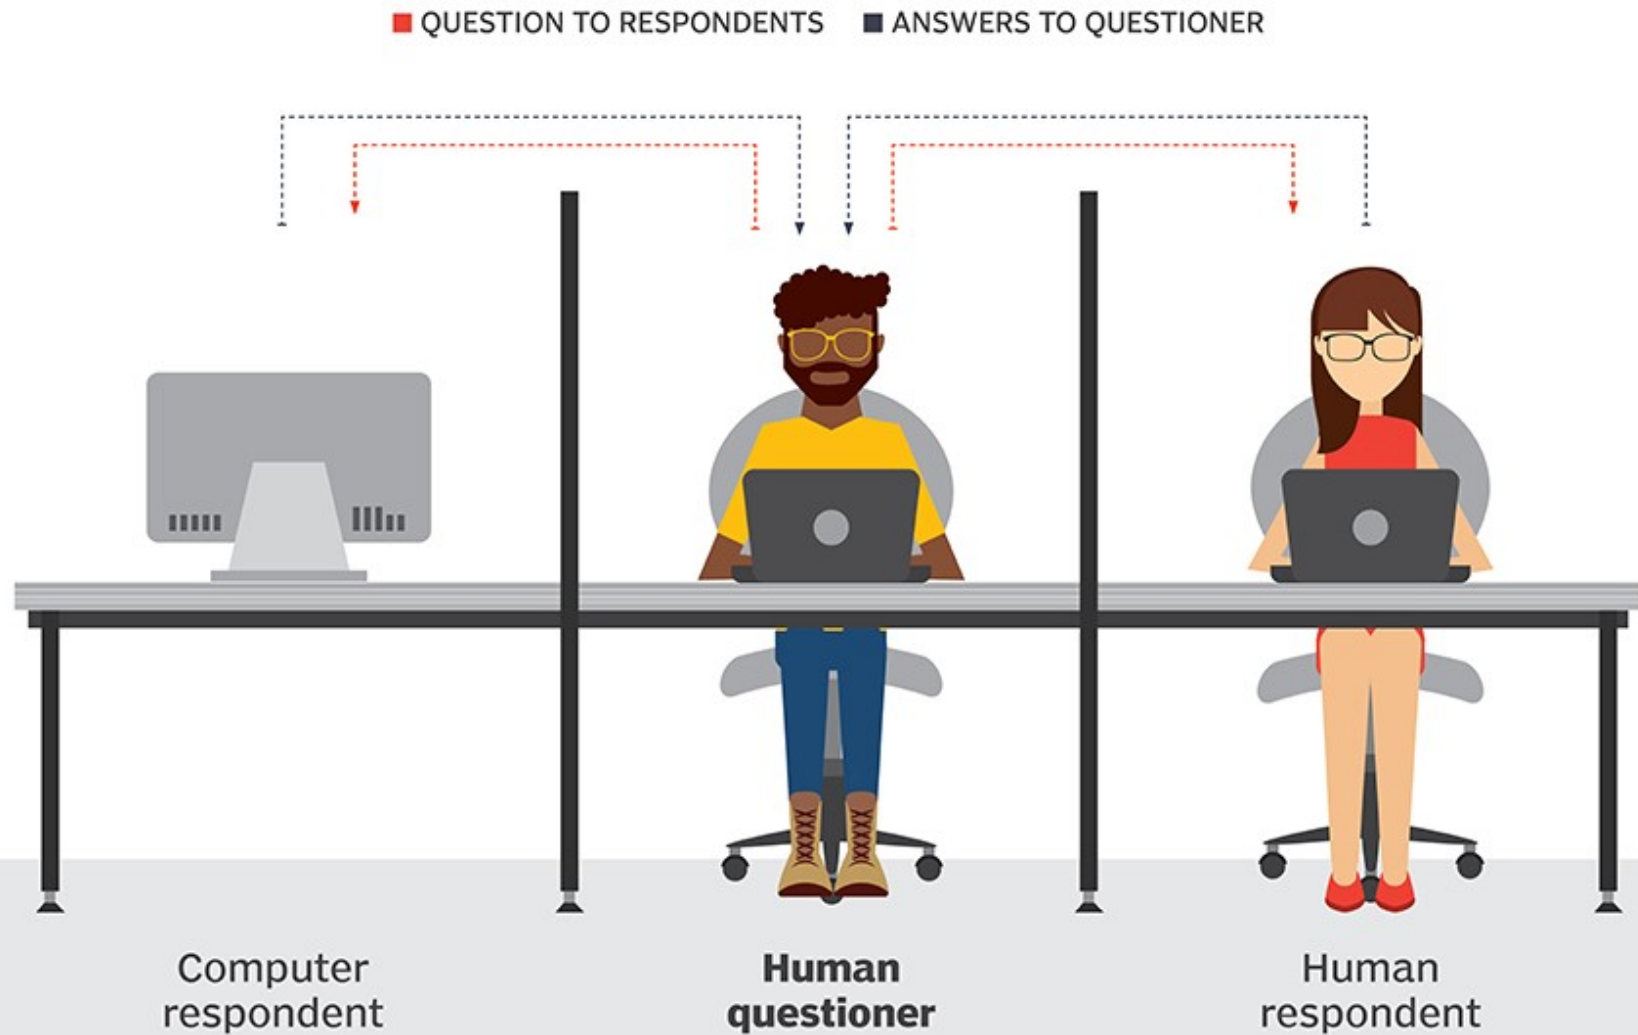 QUESTION TO RESPONDENTS ANSWERS TO QUESTIONER
Computer
respondent
Human
questioner
Human
respondent